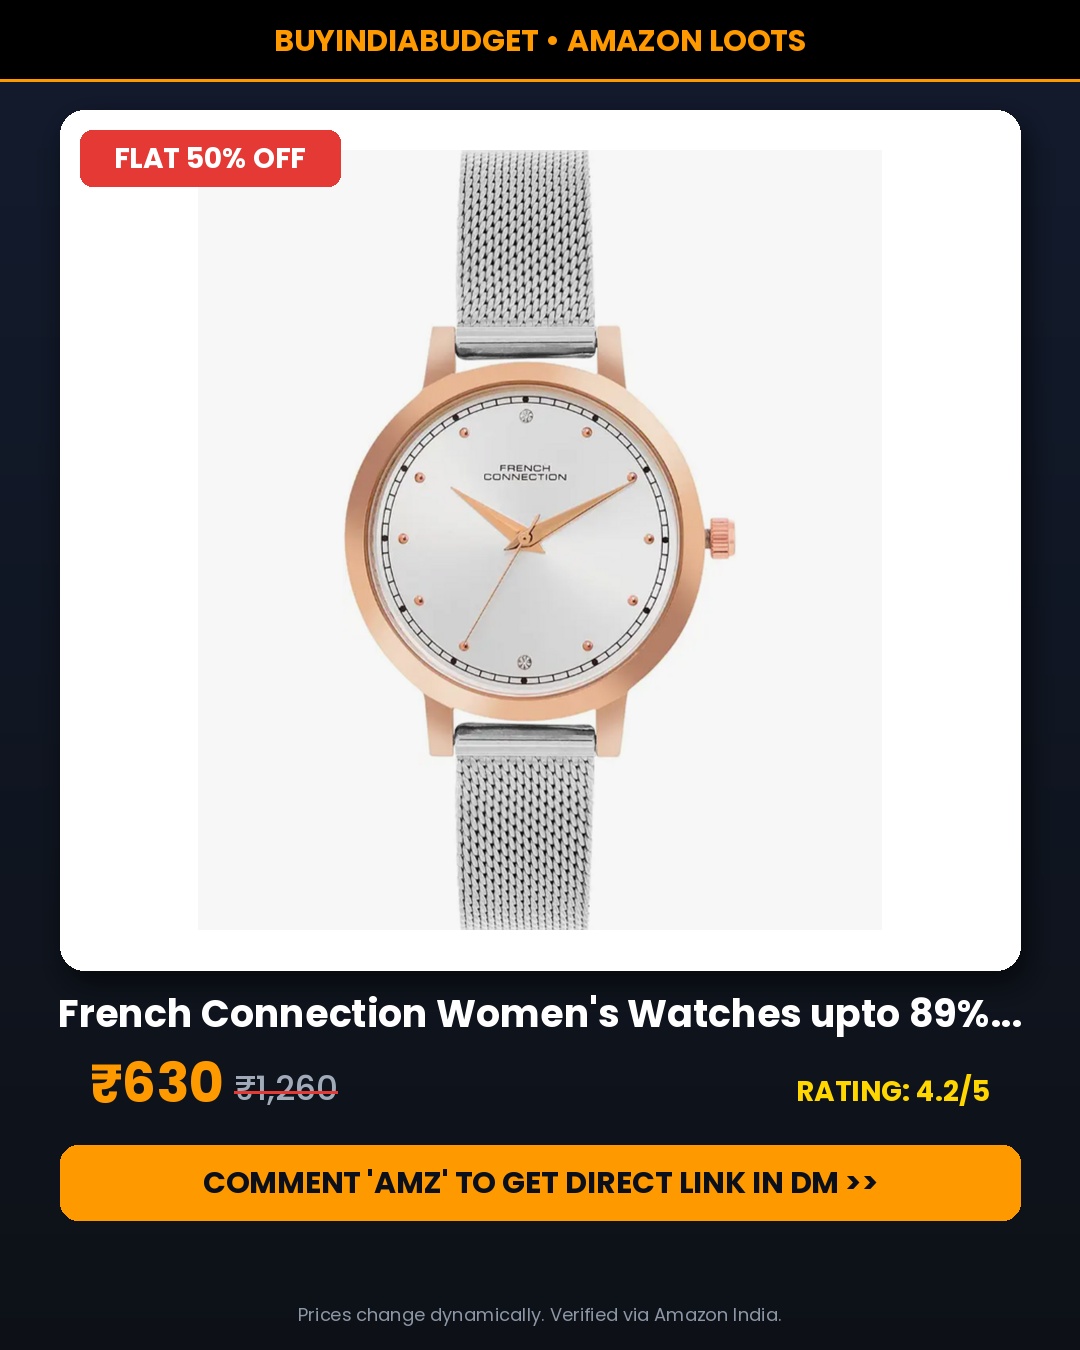 BUYINDIABUDGET • AMAZON LOOTS
FLAT 50% OFF
FRENCH
CONNECTION
French Connection Women's Watches upto 89%...
₹630 ₹1,260
RATING: 4.2/5
COMMENT 'AMZ' TO GET DIRECT LINK IN DM >>
Prices change dynamically. Verified via Amazon India.